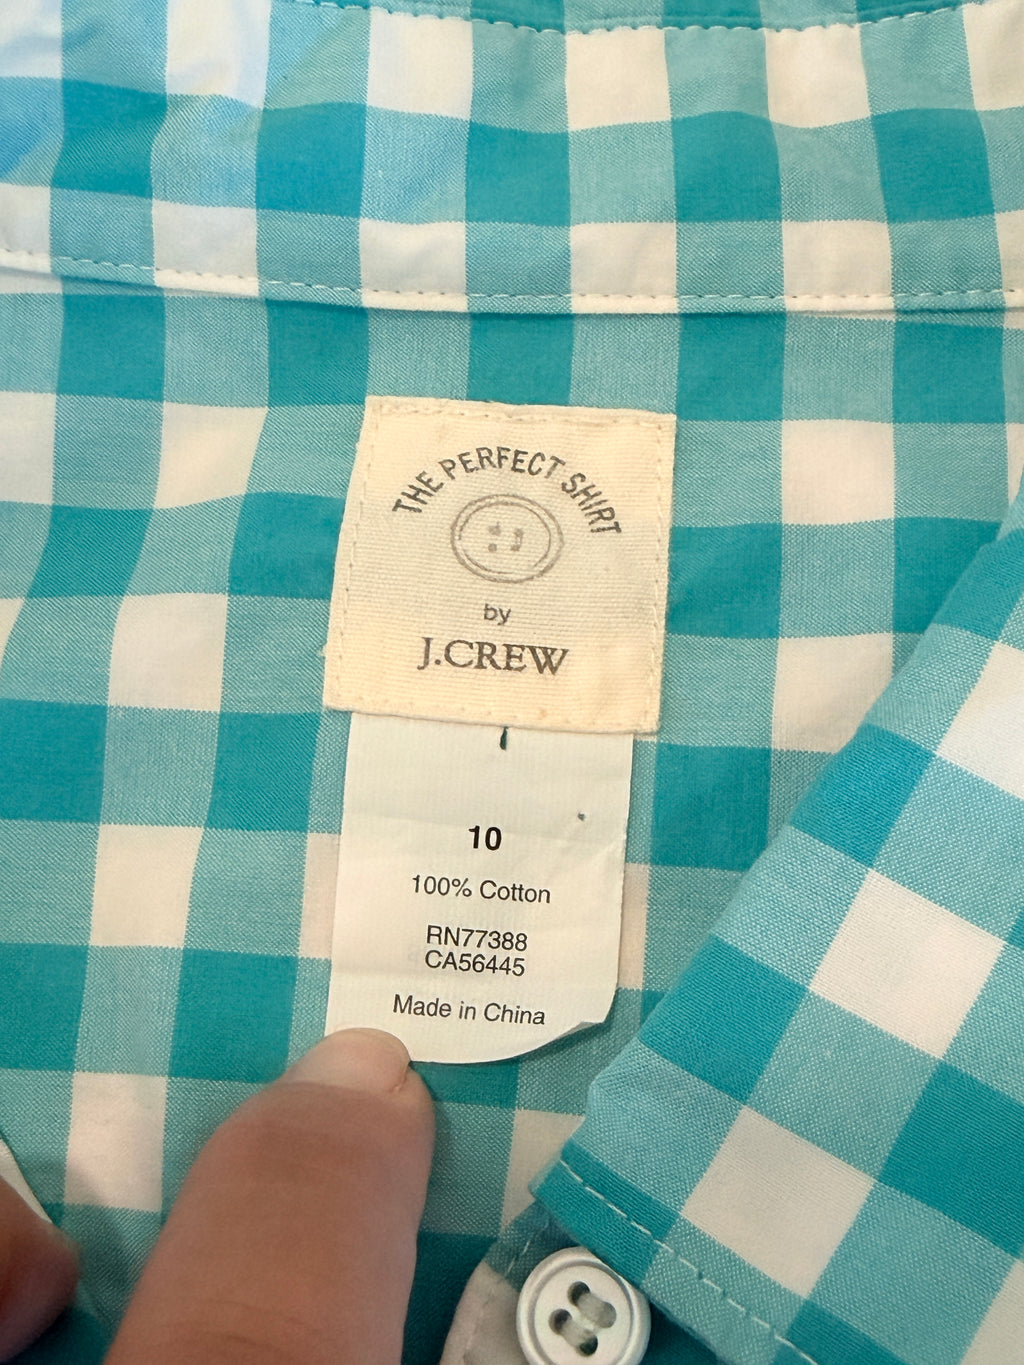 THE PERFECT SHIRT
by
J.CREW
10
100% Cotton
RN77388
CA56445
Made in China